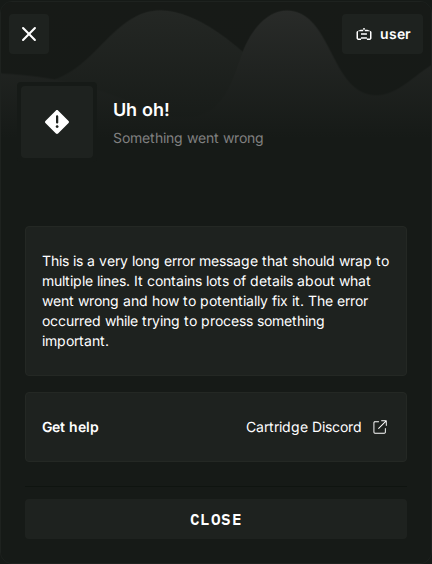 user
Uh oh!
Something went wrong
This is a very long error message that should wrap to
multiple lines. It contains lots of details about what
went wrong and how to potentially fix it. The error
occurred while trying to process something
important.
Get help Cartridge Discord
CLOSE